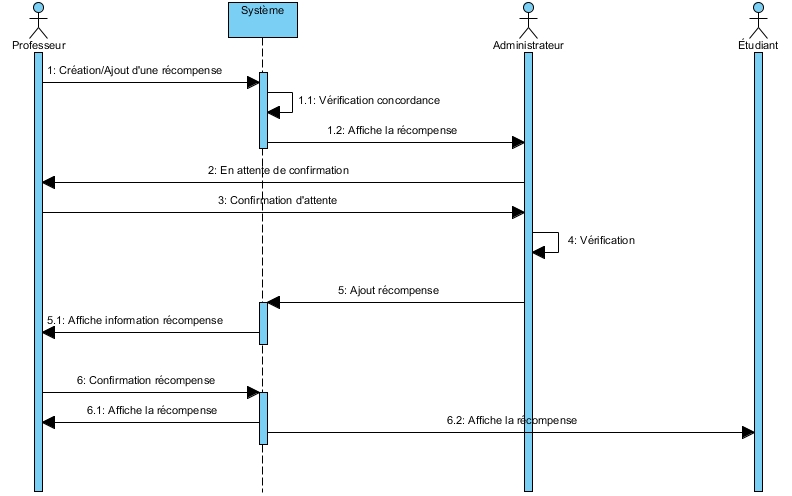 Système
Professeur
Administrateur
Étudiant
1: Création/Ajout d'une récompense
1.1: Vérification concordance
1.2: Affiche la récompense
2: En attente de confirmation
3: Confirmation d'attente
4: Vérification
5: Ajout récompense
5.1: Affiche information récompense
6: Confirmation récompense
6.1: Affiche la récompense
6.2: Affiche la récompense